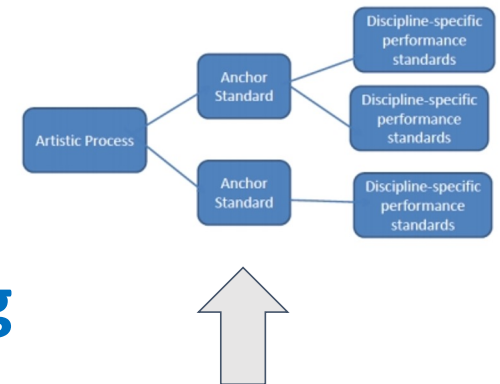 Discipline-specific
performance
standards
Anchor
Standard
Discipline-specific
performance
standards
Artistic Process
Anchor
Standard
Discipline-specific
performance
standards
g